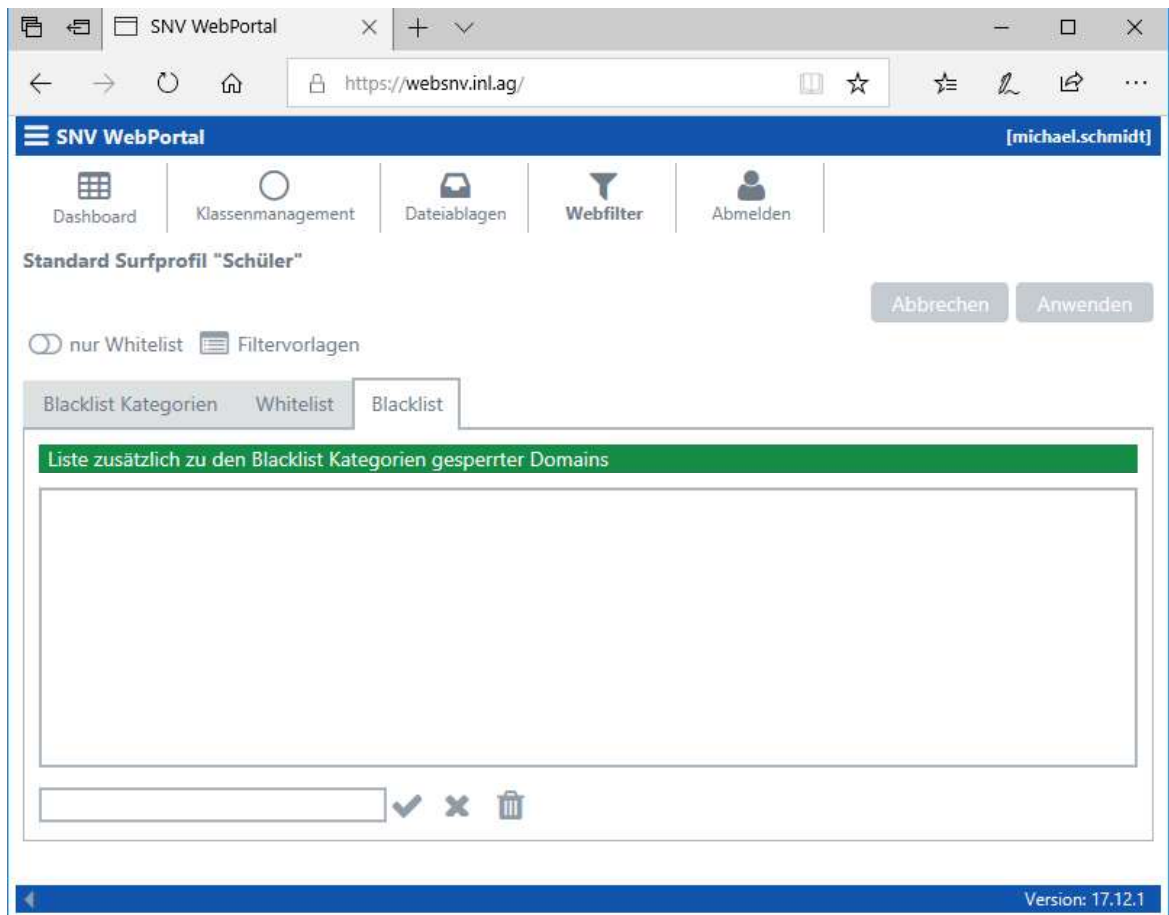 SNV WebPortal
https://websnv.inl.ag/
SNV WebPortal [michael.schmidt]
Dashboard Klassenmanagement Dateiablagen Webfilter Abmelden
Standard Surfprofil "Schüler"
Abbrechen Anwenden
nur Whitelist Filtervorlagen
Blacklist Kategorien Whitelist Blacklist
Liste zusätzlich zu den Blacklist Kategorien gesperrter Domains
Version: 17.12.1